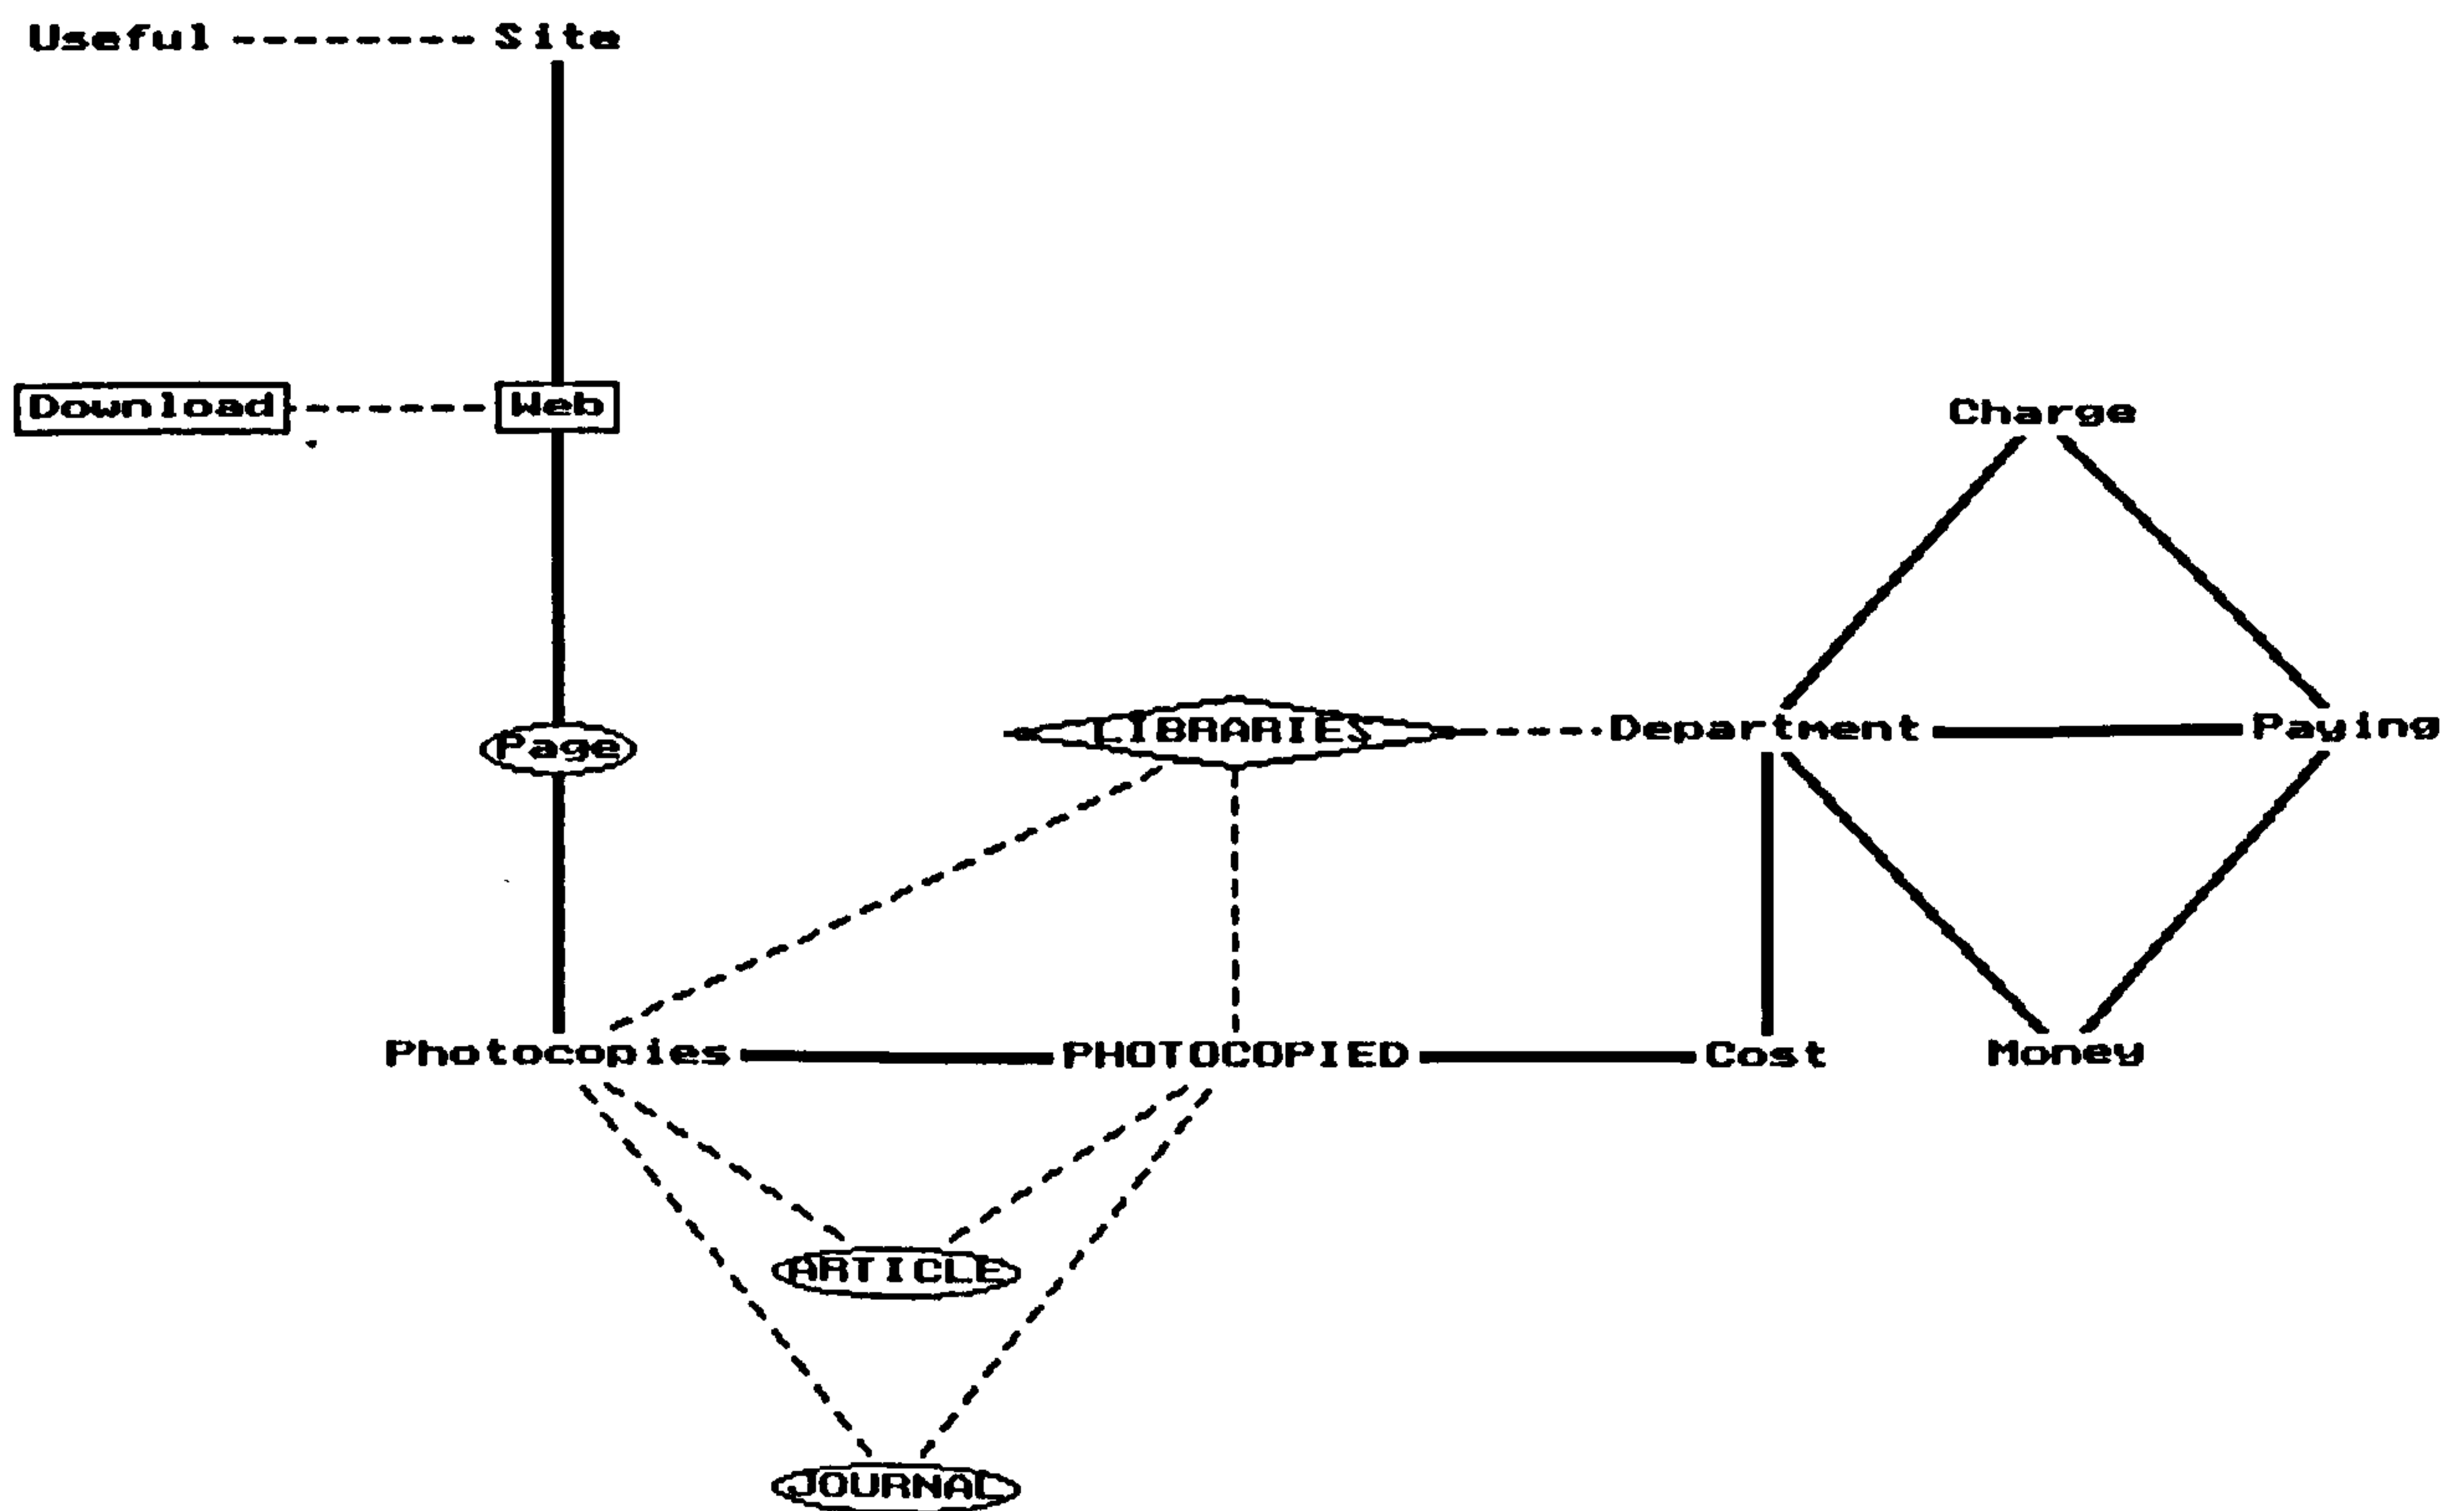 Useful Site
Download Web
Charge
Page LIBRARIES Department Paying
Photocopies PHOTOCOPIED Cost Money
ARTICLE
JOURNAL